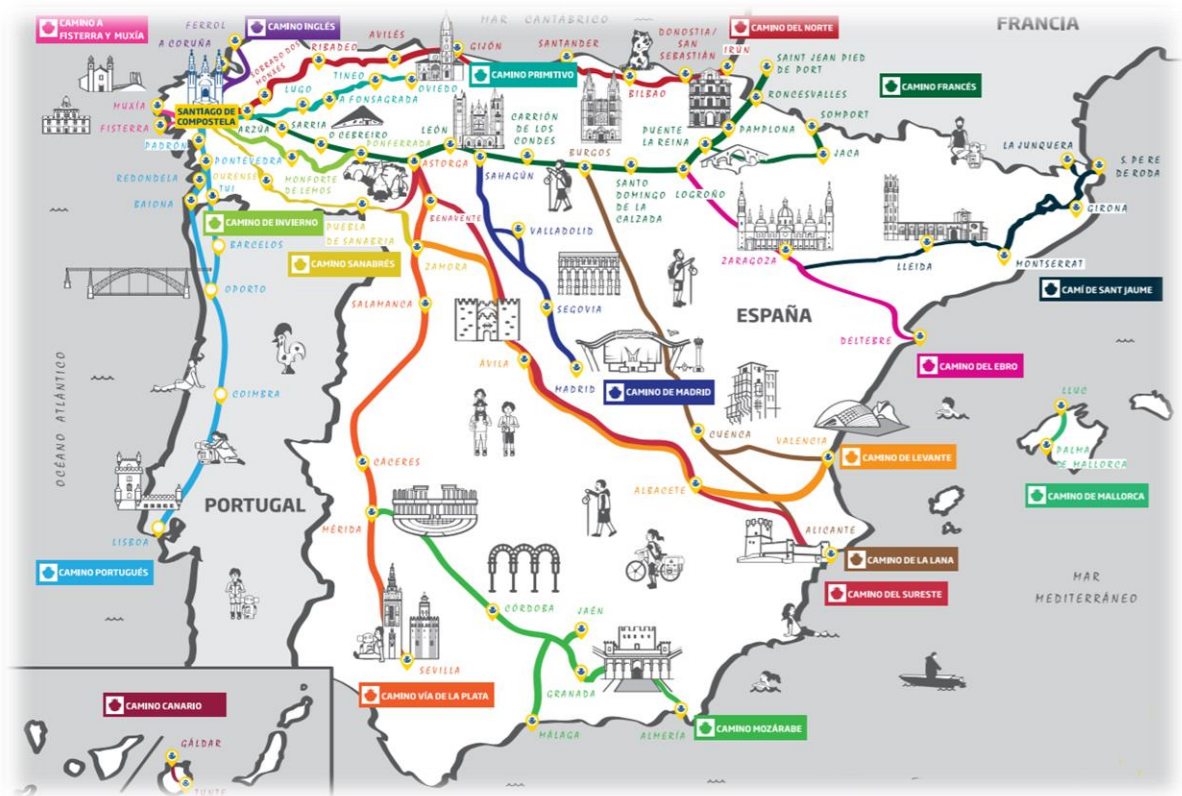 CAMINO A
FISTERRA Y MUXÍA
FERROL
CAMINO INGLÉS
MAR CANTÁBRICO
CAMINO DEL NORTE
FRANCIA
A CORUÑA
SOBRADO DOS
MONXES
RIBADEO
AVILÉS
GIJÓN
SANTANDER
DONOSTIA/
SAN
SEBASTIÁN
IRÚN
SAINT JEAN PIED
DE PORT
TINEO
CAMINO PRIMITIVO
BILBAO
CAMINO FRANCÉS
LUGO
A FONSAGRADA
OVIEDO
RONCESVALLES
MUXÍA
SANTIAGO DE
COMPOSTELA
FISTERRA
ARZÚA
SARRIA
O CEBREIRO
LEÓN
CARRIÓN
DE LOS
CONDES
PUENTE
LA REINA
PAMPLONA
SOMPORT
PADRÓN
PONFERRADA
BURGOS
LA JUNQUERA
PONTEVEDRA
ASTORGA
SAHAGÚN
JACA
S. PERE
DE RODA
REDONDELA
OURENSE
MONFORTE
DE LEMOS
SANTO
DOMINGO
DE LA
CALZADA
LOGROÑO
TUI
BAIONA
BENAVENTE
GIRONA
CAMINO DE INVIERNO
PUEBLA
DE SANABRIA
VALLADOLID
BARCELOS
CAMINO SANABRÉS
ZAMORA
ZARAGOZA
LLEIDA
MONTSERRAT
OPORTO
SALAMANCA
SEGOVIA
CAMÍ DE SANT JAUME
ESPAÑA
DELTEBRE
OCÉANO ATLÁNTICO
ÁVILA
MADRID
CAMINO DEL EBRO
COIMBRA
CAMINO DE MADRID
LLUC
CUENCA
VALENCIA
PALMA
DE MALLORCA
CÁCERES
CAMINO DE LEVANTE
ALBACETE
CAMINO DE MALLORCA
PORTUGAL
MÉRIDA
ALICANTE
LISBOA
CAMINO DE LA LANA
CAMINO PORTUGUÉS
CAMINO DEL SURESTE
MAR
MEDITERRÁNEO
CÓRDOBA
JAÉN
SEVILLA
GRANADA
CAMINO VÍA DE LA PLATA
CAMINO CANARIO
MÁLAGA
ALMERÍA
CAMINO MOZÁRABE
GÁLDAR
TUNTE